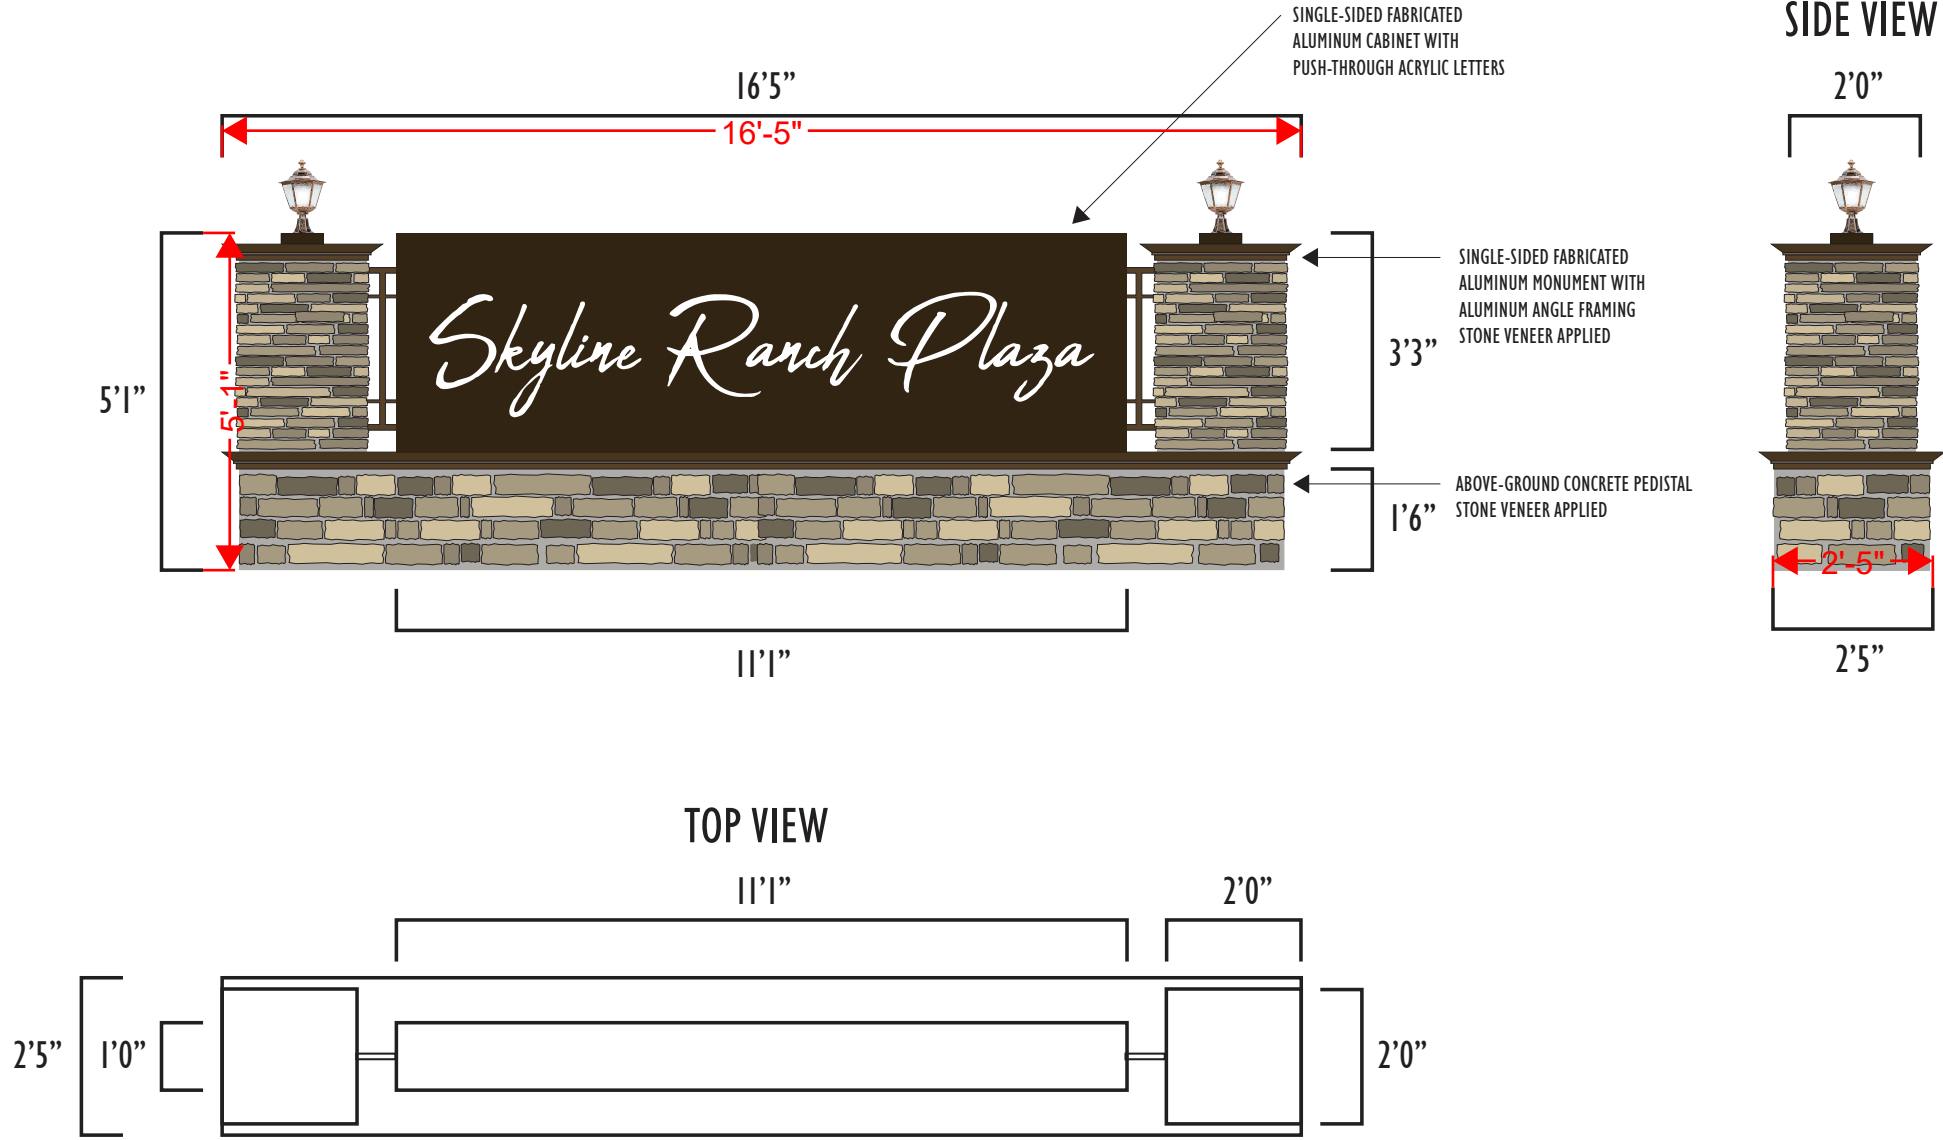 SINGLE-SIDED FABRICATED
ALUMINUM CABINET WITH
PUSH-THROUGH ACRYLIC LETTERS
SIDE VIEW
16'5”
16'-5"
2'0”
SINGLE-SIDED FABRICATED
ALUMINUM MONUMENT WITH
ALUMINUM ANGLE FRAMING
STONE VENEER APPLIED
Skyline Ranch Plaza
5'1”
5'-1"
3'3”
ABOVE-GROUND CONCRETE PEDISTAL
STONE VENEER APPLIED
1'6”
2'-5"
11'1”
2'5”
TOP VIEW
11'1”
2'0”
2'5”
1'0”
2'0”